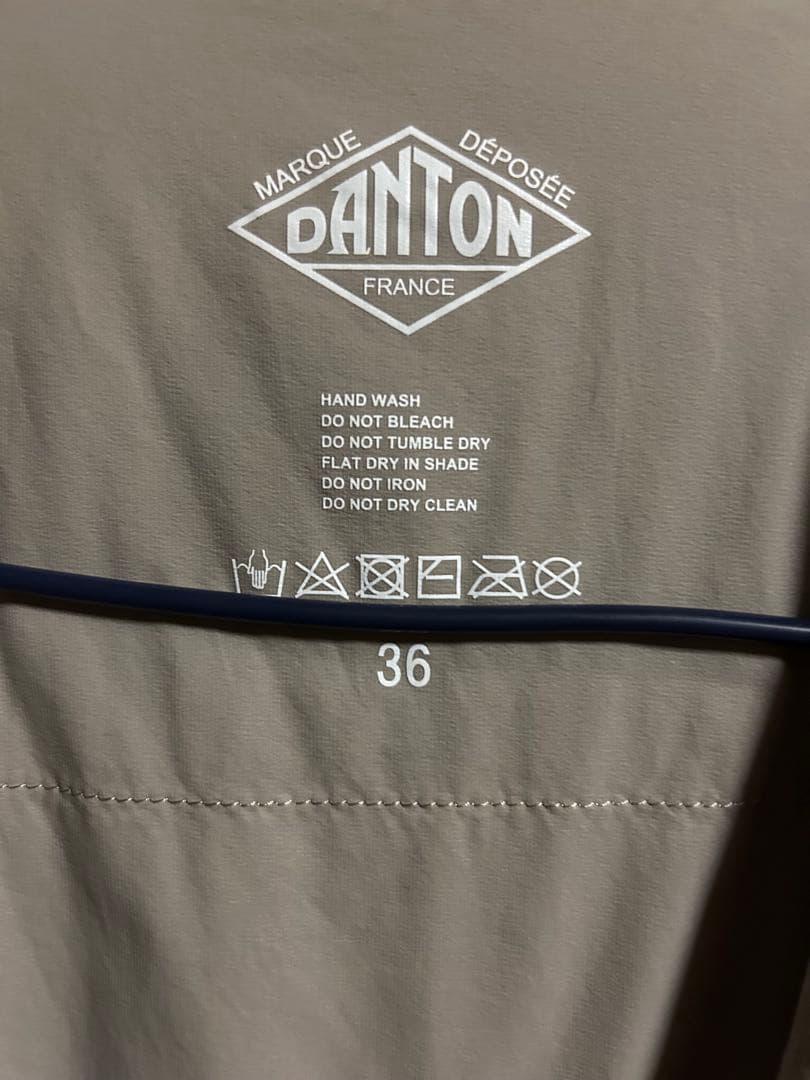 MARQUE DÉPOSÉE
DANTON
FRANCE
HAND WASH
DO NOT BLEACH
DO NOT TUMBLE DRY
FLAT DRY IN SHADE
DO NOT IRON
DO NOT DRY CLEAN
36